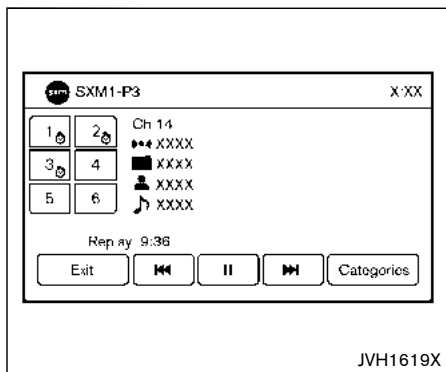 sxm SXM1-P3 X:XX
1 2 Ch 14
XXXX
3 4 XXXX
XXXX
5 6 XXXX
Replay 9:36
Exit Categories
JVH1619X